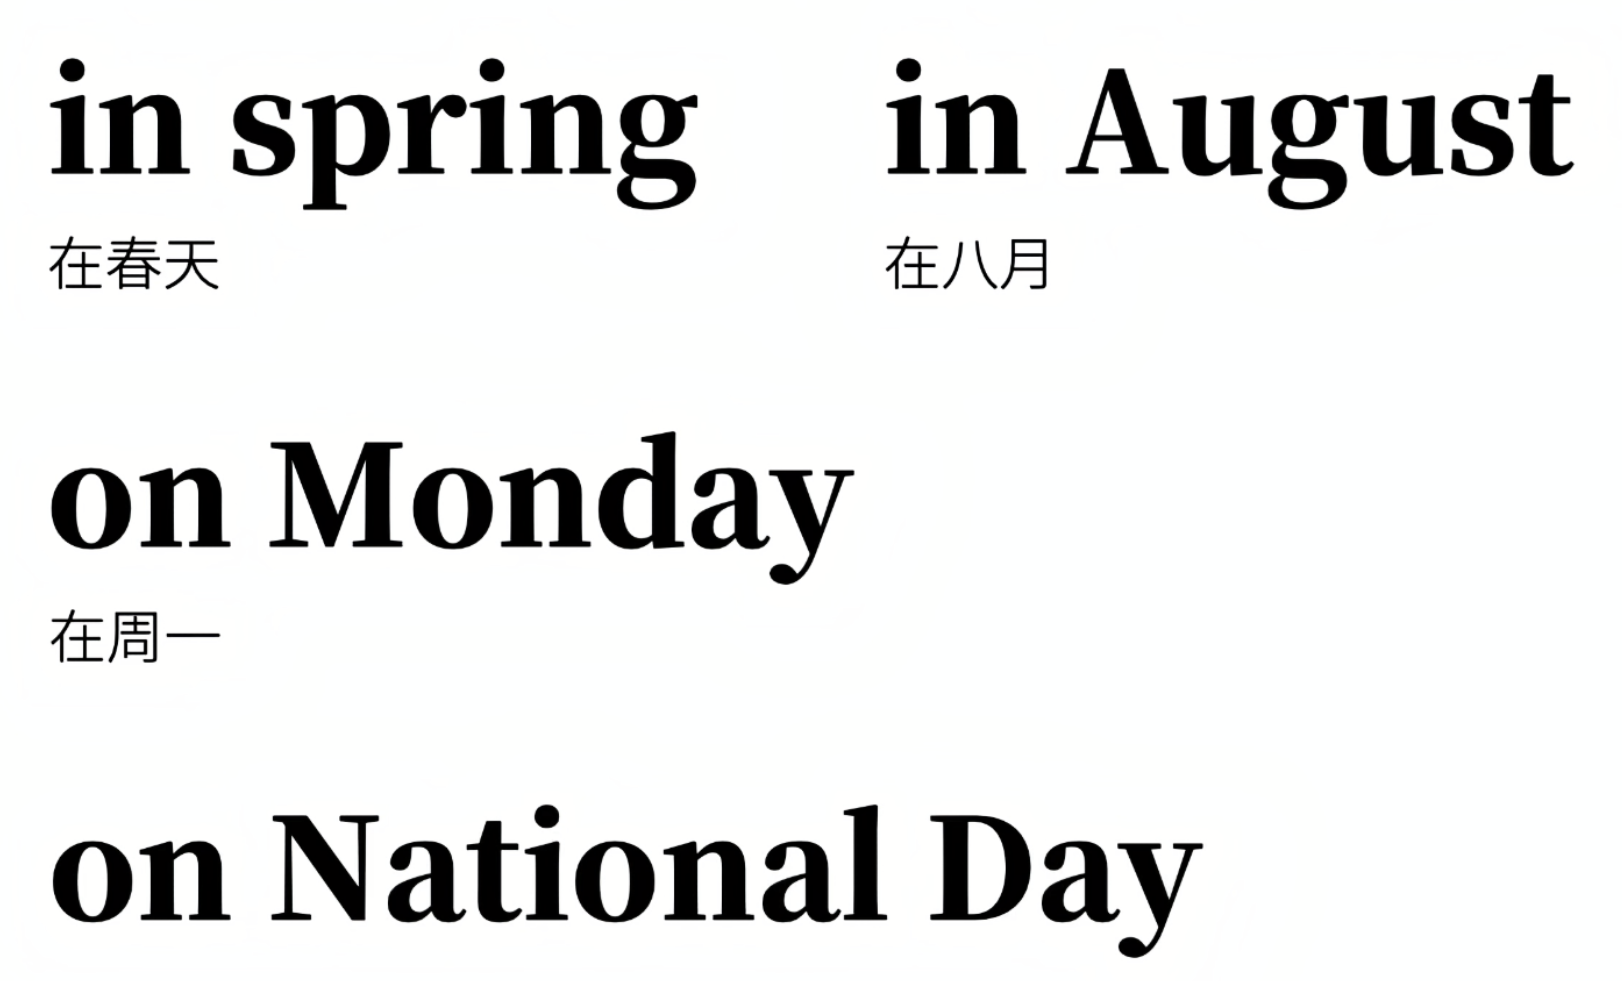 in spring in August
在春天 在八月
on Monday
在周一
on National Day